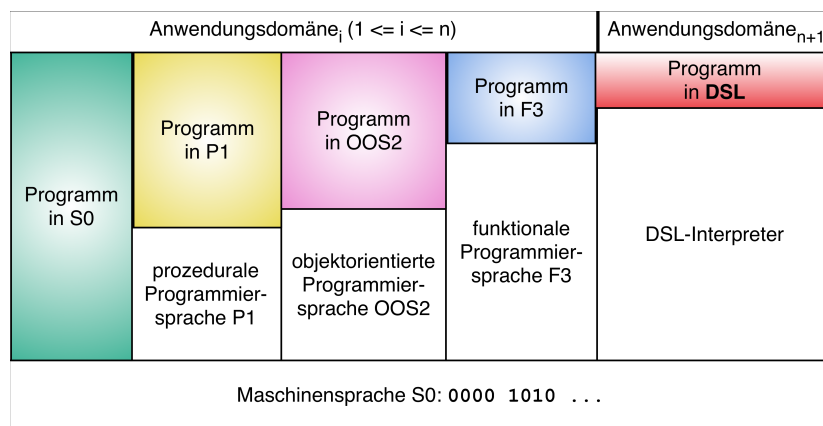 Anwendungsdomäne_i (1 <= i <= n)
Anwendungsdomäne_n+1
Programm
in S0
Programm
in P1
prozedurale
Programmier-
sprache P1
Programm
in OOS2
objektorientierte
Programmier-
sprache OOS2
Programm
in F3
funktionale
Programmier-
sprache F3
Programm
in DSL
DSL-Interpreter
Maschinensprache S0: 0000 1010 ...